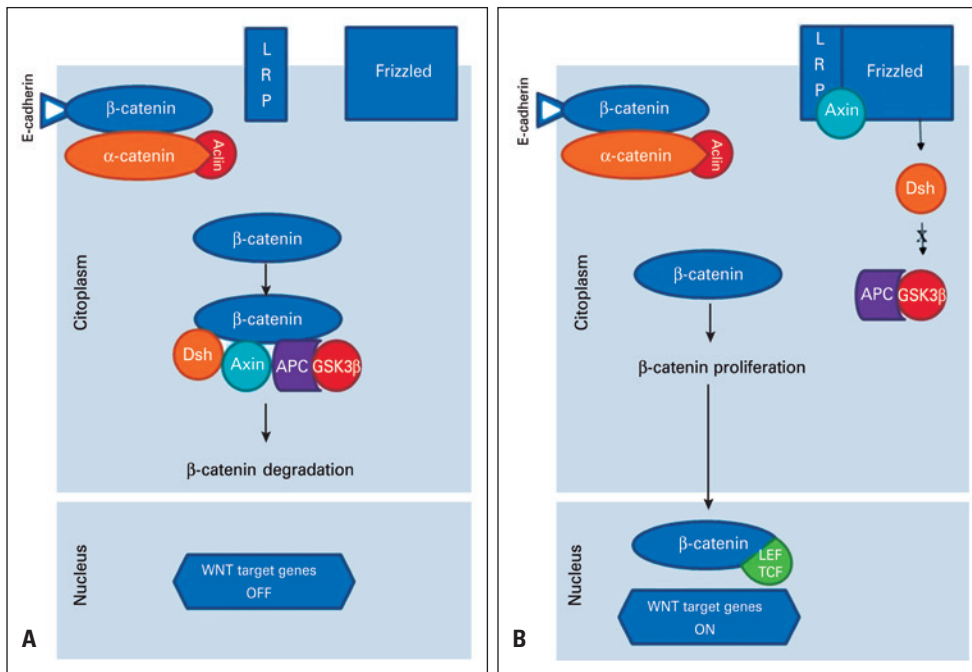 L
R
P
Frizzled
E-cadherin
β-catenin
α-catenin
Aclin
β-catenin
Citoplasm
β-catenin
Dsh
Axin
APC
GSK3β
β-catenin degradation
Nucleus
WNT target genes
OFF
A
L
R
P
Frizzled
Axin
E-cadherin
β-catenin
α-catenin
Aclin
Dsh
X
Citoplasm
β-catenin
APC
GSK3β
β-catenin proliferation
Nucleus
β-catenin
LEF
TCF
WNT target genes
ON
B